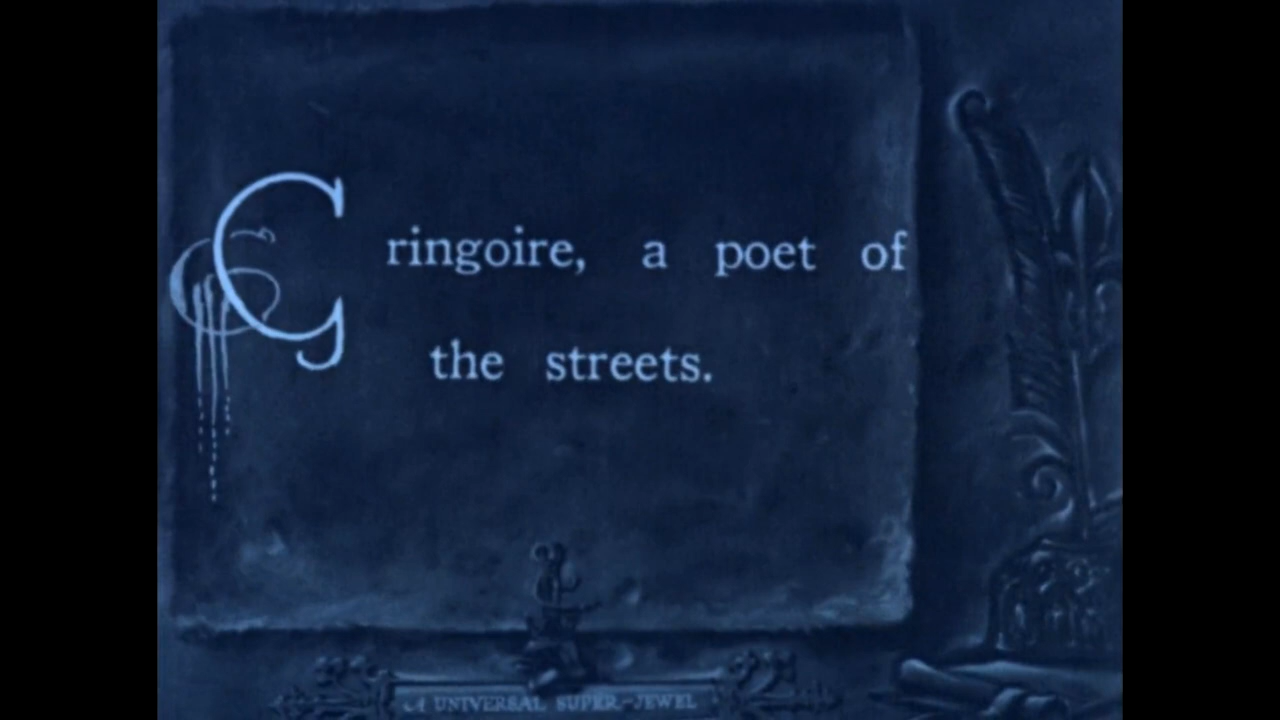 Gringoire, a poet of
the streets.
A UNIVERSAL SUPER-JEWEL